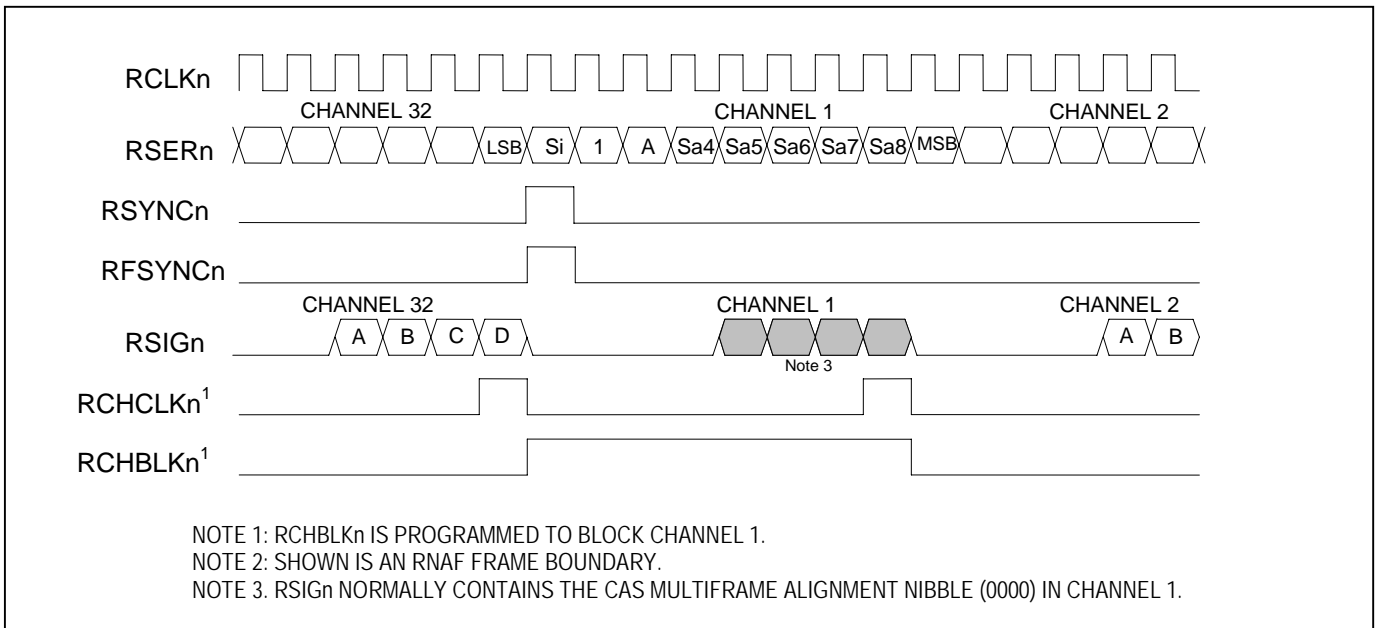 RCLKn
CHANNEL 32 CHANNEL 1 CHANNEL 2
RSERn LSB Si 1 A Sa4 Sa5 Sa6 Sa7 Sa8 MSB
RSYNCn
RFSYNCn
CHANNEL 32 CHANNEL 1 CHANNEL 2
RSIGn A B C D A B
Note 3
RCHCLKn1
RCHBLKn1
NOTE 1: RCHBLKn IS PROGRAMMED TO BLOCK CHANNEL 1.
NOTE 2: SHOWN IS AN RNAF FRAME BOUNDARY.
NOTE 3. RSIGn NORMALLY CONTAINS THE CAS MULTIFRAME ALIGNMENT NIBBLE (0000) IN CHANNEL 1.